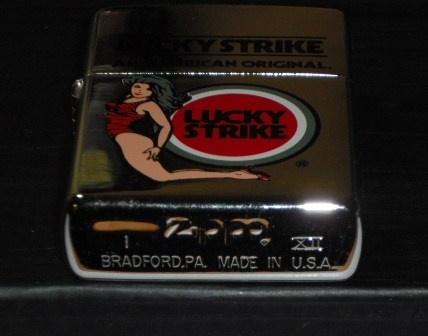 LUCKY STRIKE
AN AMERICAN ORIGINAL.
LUCKY
STRIKE
®
I Zippo XII
BRADFORD.PA. MADE IN U.S.A.